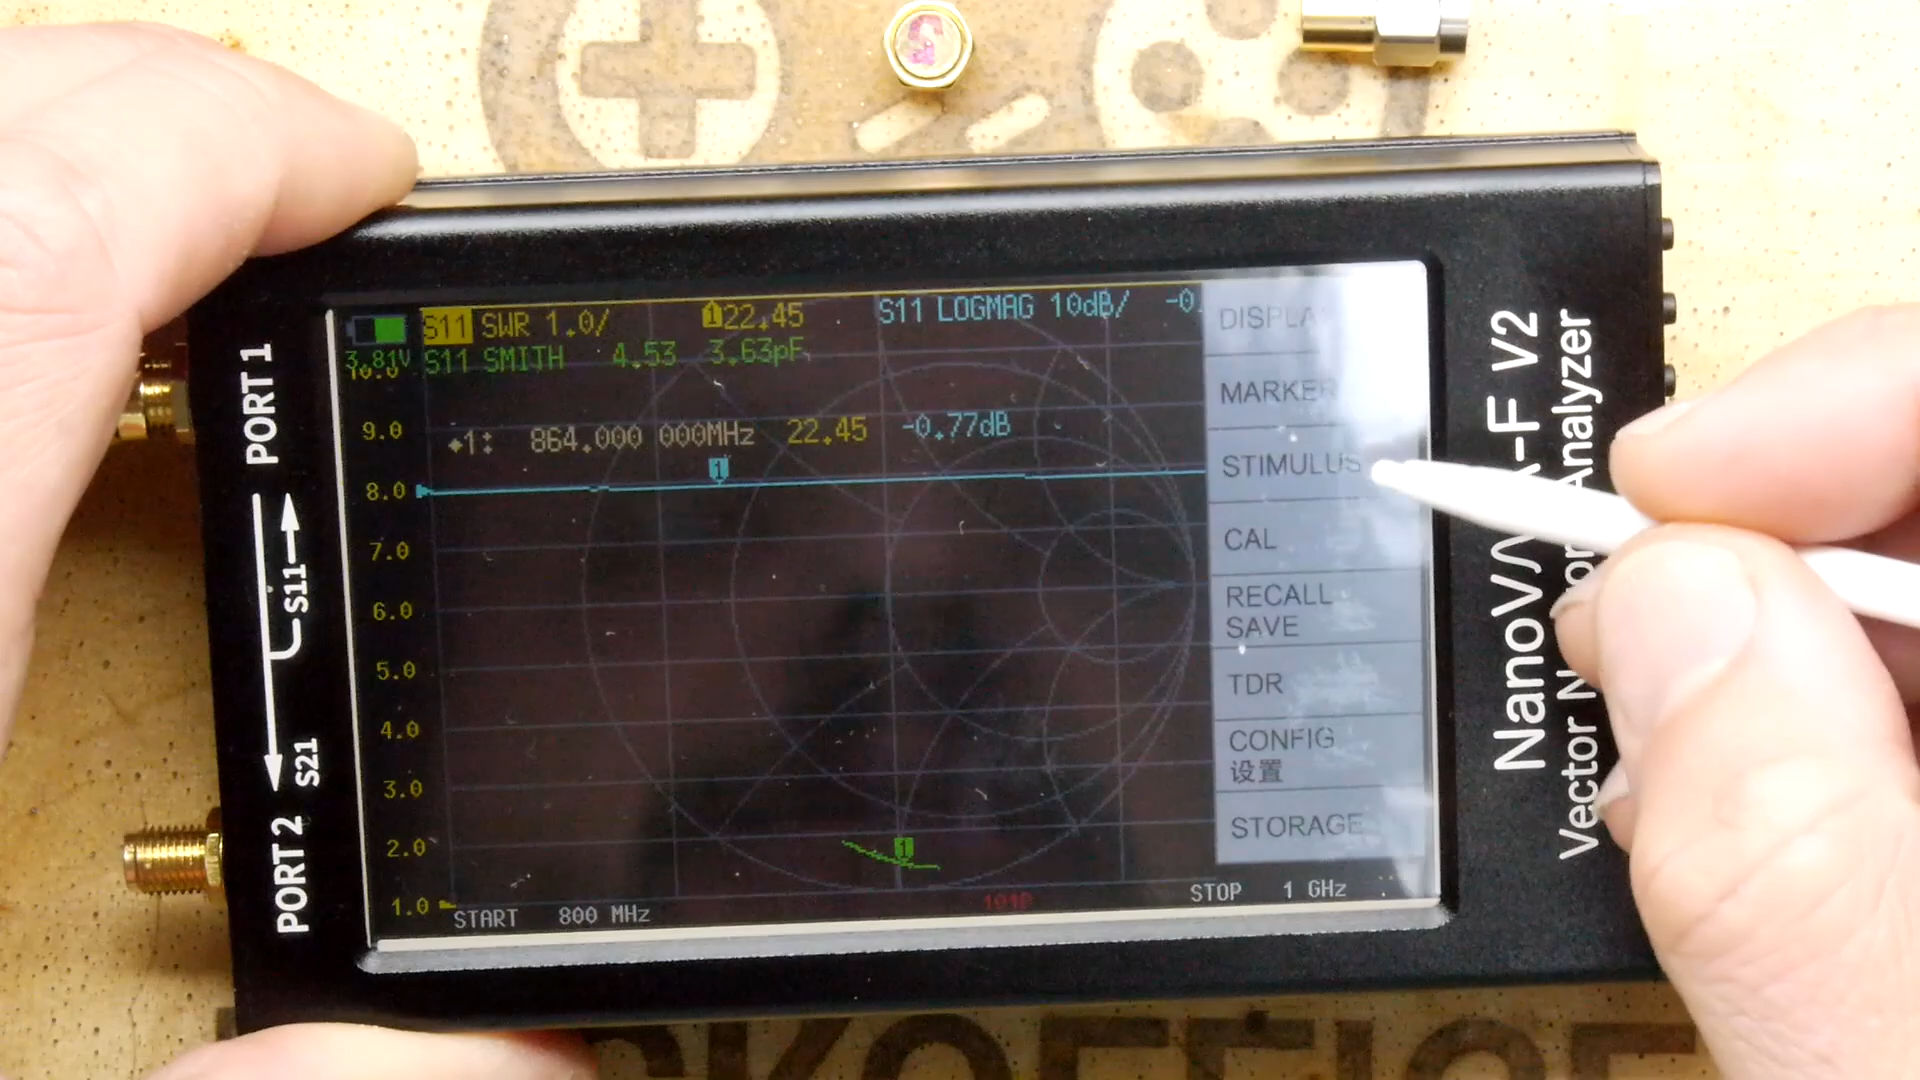 S
S11 SWR 1.0/ 1 22.45 S11 LOGMAG 10dB/ -0.
3.81V S11 SMITH 4.53 3.63pF
10.0
9.0
1: 864.000 000MHz 22.45 -0.77dB
1
8.0
7.0
6.0
5.0
4.0
3.0
2.0
1.0
1
START 800 MHz
STOP 1 GHz
MARKER
STIMULUS
CAL
RECALL
SAVE
TDR
CONFIG
设置
STORAGE
PORT 1
S11
S21
PORT 2
V2
Vector
Analyzer